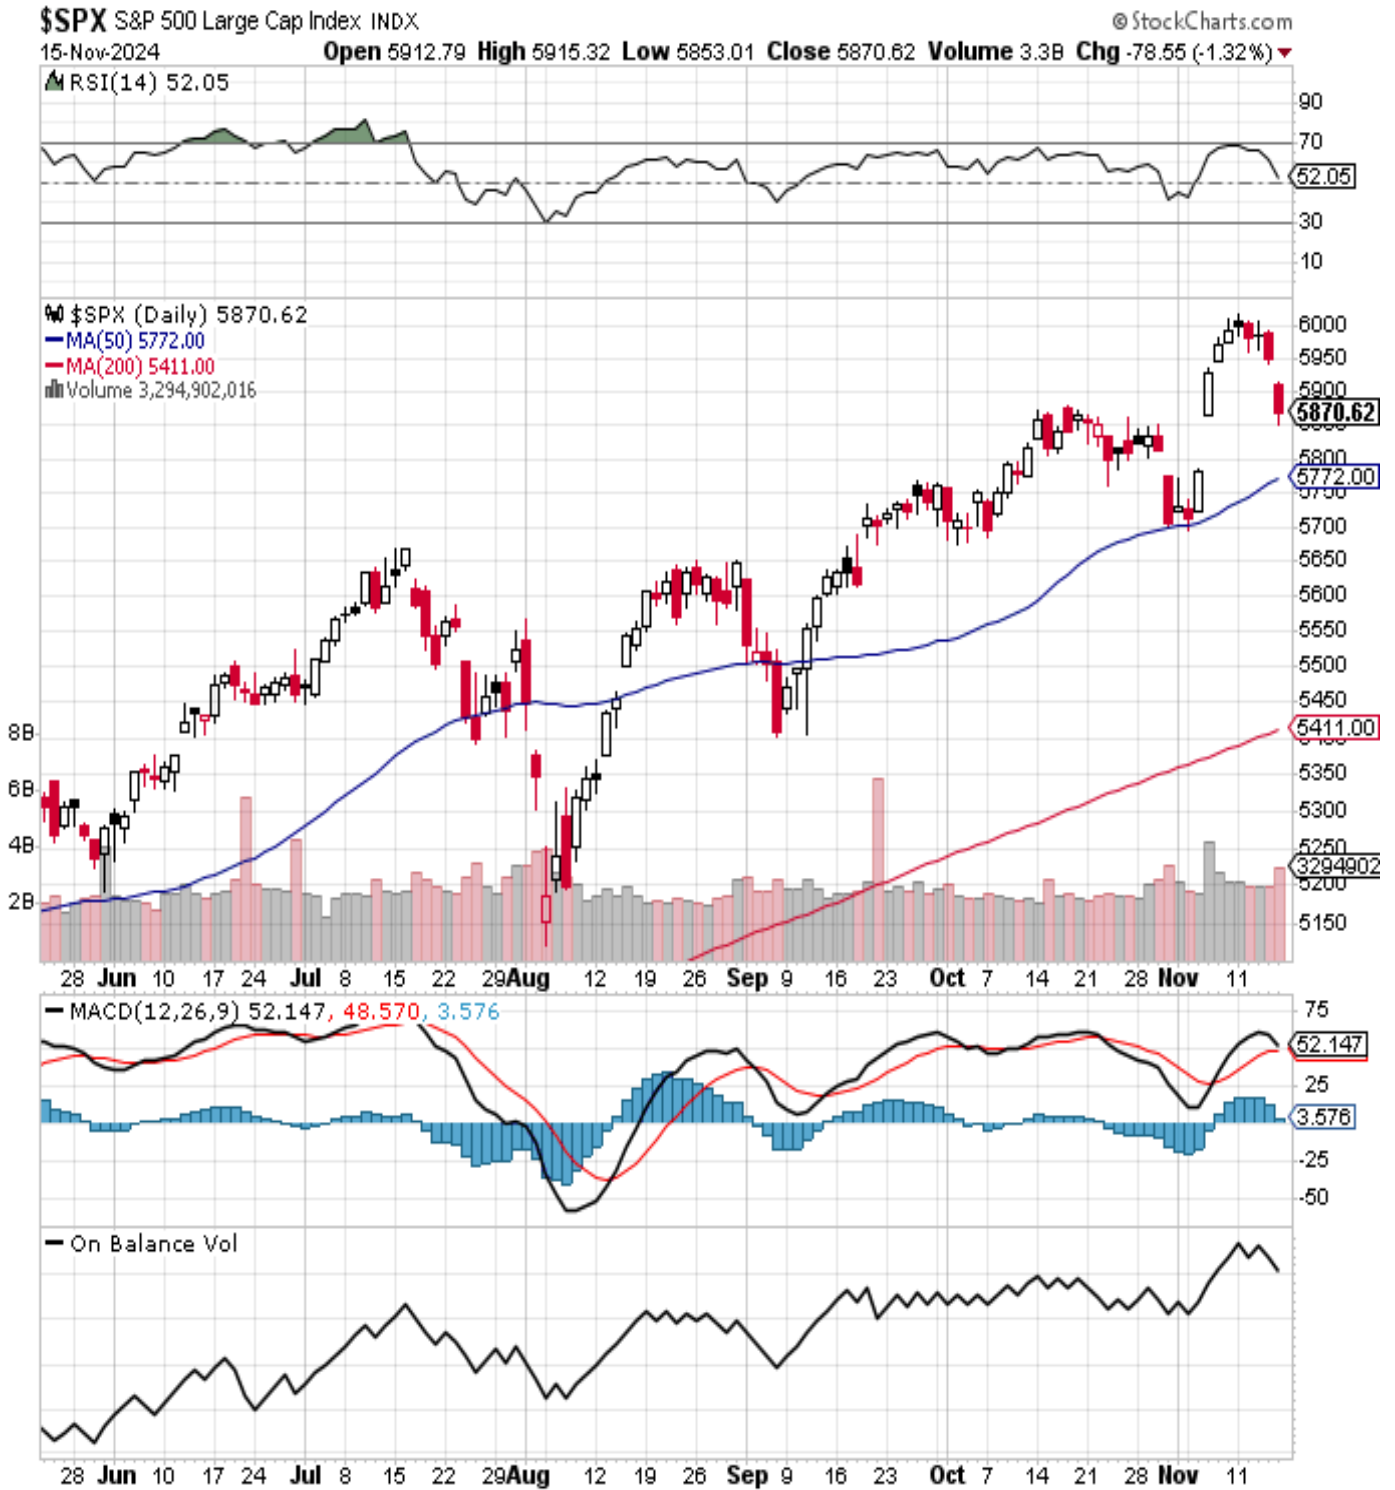 $SPX S&P 500 Large Cap Index INDX
© StockCharts.com
15-Nov-2024
Open 5912.79 High 5915.32 Low 5853.01 Close 5870.62 Volume 3.3B Chg -78.55 (-1.32%)
RSI(14) 52.05
90
70
52.05
30
10
$SPX (Daily) 5870.62
MA(50) 5772.00
MA(200) 5411.00
Volume 3,294,902,016
6000
5950
5900
5870.62
5800
5772.00
5750
5700
5650
5600
5550
5500
5450
5411.00
5350
5300
5250
3294902
5200
5150
8B
6B
4B
2B
28 Jun 10 17 24 Jul 8 15 22 29 Aug 12 19 26 Sep 9 16 23 Oct 7 14 21 28 Nov 11
MACD(12,26,9) 52.147, 48.570, 3.576
75
52.147
25
3.576
-25
-50
On Balance Vol
28 Jun 10 17 24 Jul 8 15 22 29 Aug 12 19 26 Sep 9 16 23 Oct 7 14 21 28 Nov 11